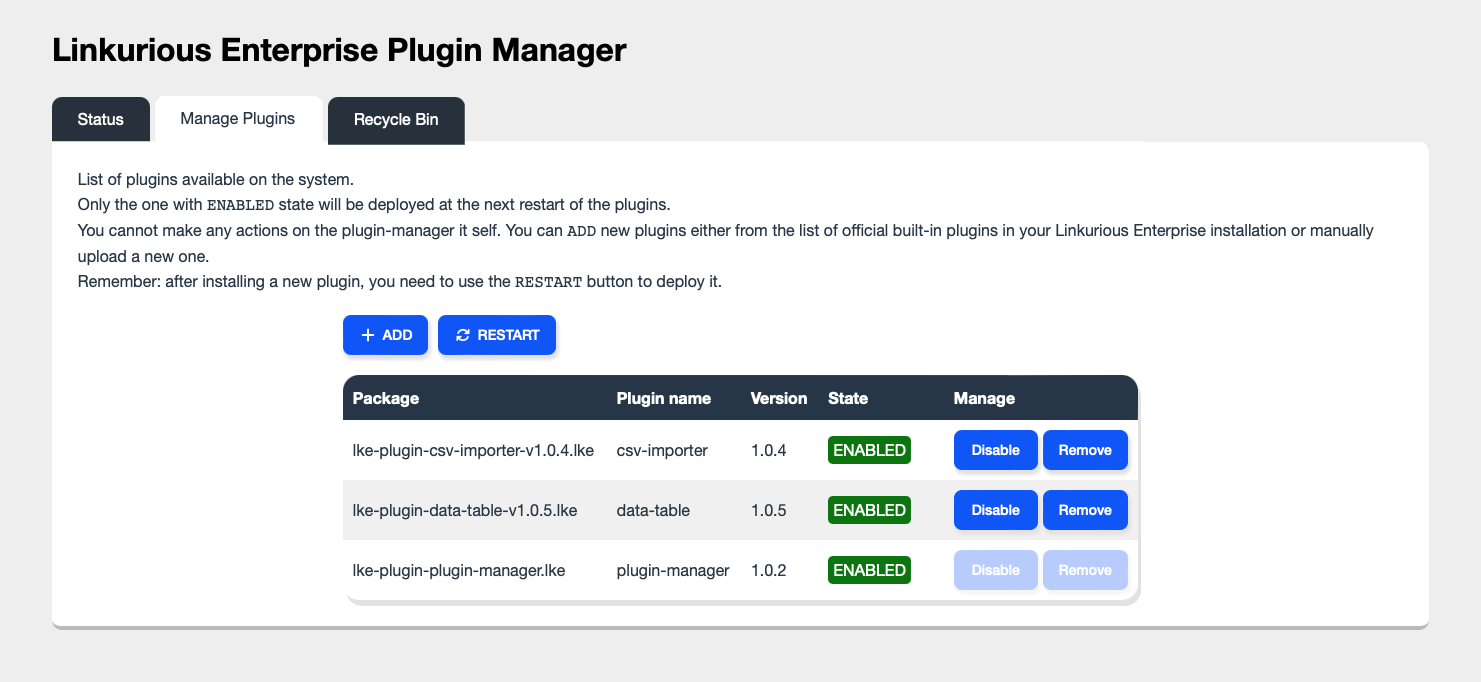 Linkurious Enterprise Plugin Manager
Status
Manage Plugins
Recycle Bin
List of plugins available on the system.
Only the one with ENABLED state will be deployed at the next restart of the plugins.
You cannot make any actions on the plugin-manager it self. You can ADD new plugins either from the list of official built-in plugins in your Linkurious Enterprise installation or manually
upload a new one.
Remember: after installing a new plugin, you need to use the RESTART button to deploy it.
ADD
RESTART
Package Plugin name Version State Manage
lke-plugin-csv-importer-v1.0.4.lke csv-importer 1.0.4 ENABLED Disable Remove
lke-plugin-data-table-v1.0.5.lke data-table 1.0.5 ENABLED Disable Remove
lke-plugin-plugin-manager.lke plugin-manager 1.0.2 ENABLED Disable Remove